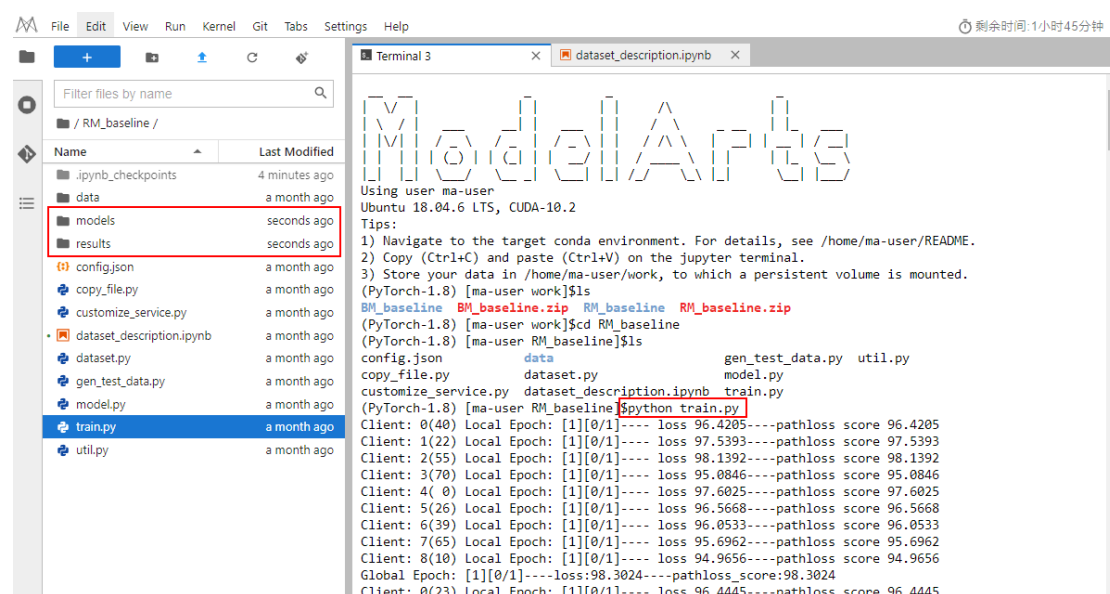 File Edit View Run Kernel Git Tabs Settings Help
剩余时间:1小时45分钟
+
Filter files by name
/ RM_baseline /
Name Last Modified
.ipynb_checkpoints 4 minutes ago
data a month ago
models seconds ago
results seconds ago
config.json a month ago
copy_file.py a month ago
customize_service.py a month ago
dataset_description.ipynb a month ago
dataset.py a month ago
gen_test_data.py a month ago
model.py a month ago
train.py a month ago
util.py a month ago
Terminal 3
dataset_description.ipynb
ModelArts
Using user ma-user
Ubuntu 18.04.6 LTS, CUDA-10.2
Tips:
1) Navigate to the target conda environment. For details, see /home/ma-user/README.
2) Copy (Ctrl+C) and paste (Ctrl+V) on the jupyter terminal.
3) Store your data in /home/ma-user/work, to which a persistent volume is mounted.
(PyTorch-1.8) [ma-user work]$ls
BM_baseline BM_baseline.zip RM_baseline RM_baseline.zip
(PyTorch-1.8) [ma-user work]$cd RM_baseline
(PyTorch-1.8) [ma-user RM_baseline]$ls
config.json data gen_test_data.py util.py
copy_file.py dataset.py model.py
customize_service.py dataset_description.ipynb train.py
(PyTorch-1.8) [ma-user RM_baseline]$python train.py
Client: 0(40) Local Epoch: [1][0/1]---- loss 96.4205----pathloss score 96.4205
Client: 1(22) Local Epoch: [1][0/1]---- loss 97.5393----pathloss score 97.5393
Client: 2(55) Local Epoch: [1][0/1]---- loss 98.1392----pathloss score 98.1392
Client: 3(70) Local Epoch: [1][0/1]---- loss 95.0846----pathloss score 95.0846
Client: 4( 0) Local Epoch: [1][0/1]---- loss 97.6025----pathloss score 97.6025
Client: 5(26) Local Epoch: [1][0/1]---- loss 96.5668----pathloss score 96.5668
Client: 6(39) Local Epoch: [1][0/1]---- loss 96.0533----pathloss score 96.0533
Client: 7(65) Local Epoch: [1][0/1]---- loss 95.6962----pathloss score 95.6962
Client: 8(10) Local Epoch: [1][0/1]---- loss 94.9656----pathloss score 94.9656
Global Epoch: [1][0/1]----loss:98.3024----pathloss_score:98.3024
Client: 0(23) Local Epoch: [1][0/1]---- loss 96.4445----pathloss score 96.4445